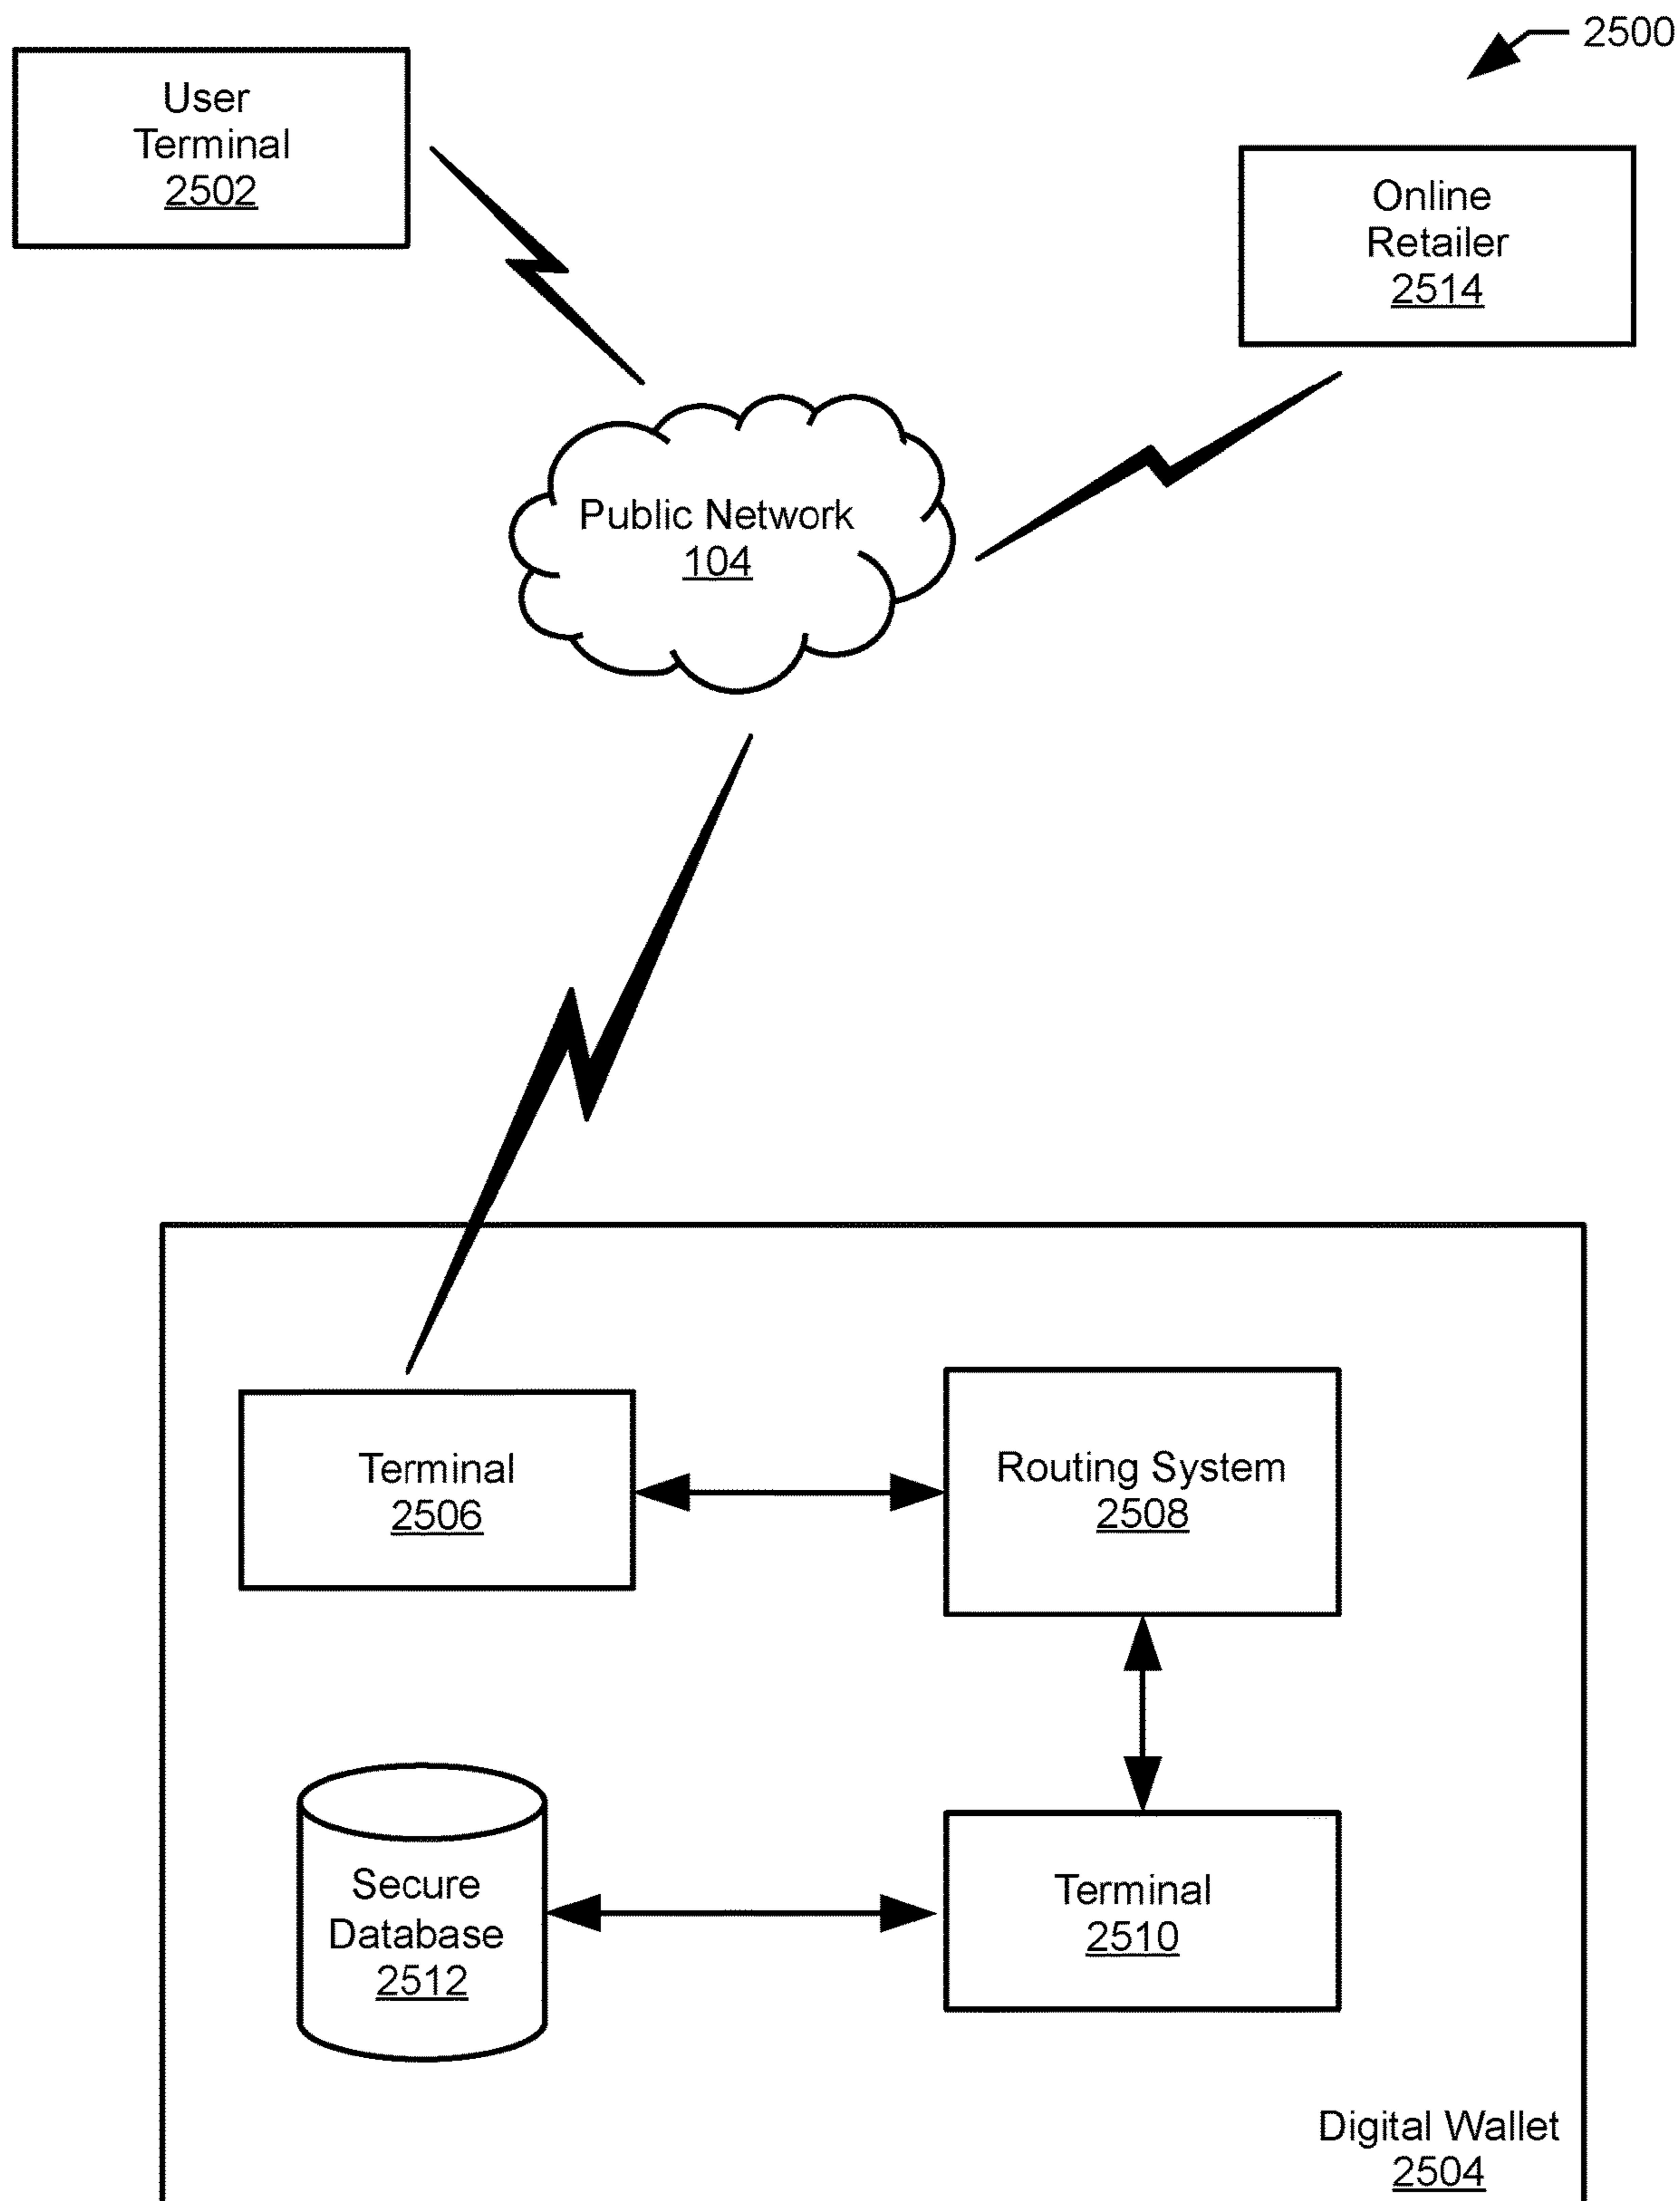 2500
User
Terminal
2502
Online
Retailer
2514
Public Network
104
Terminal
2506
Routing System
2508
Secure
Database
2512
Terminal
2510
Digital Wallet
2504